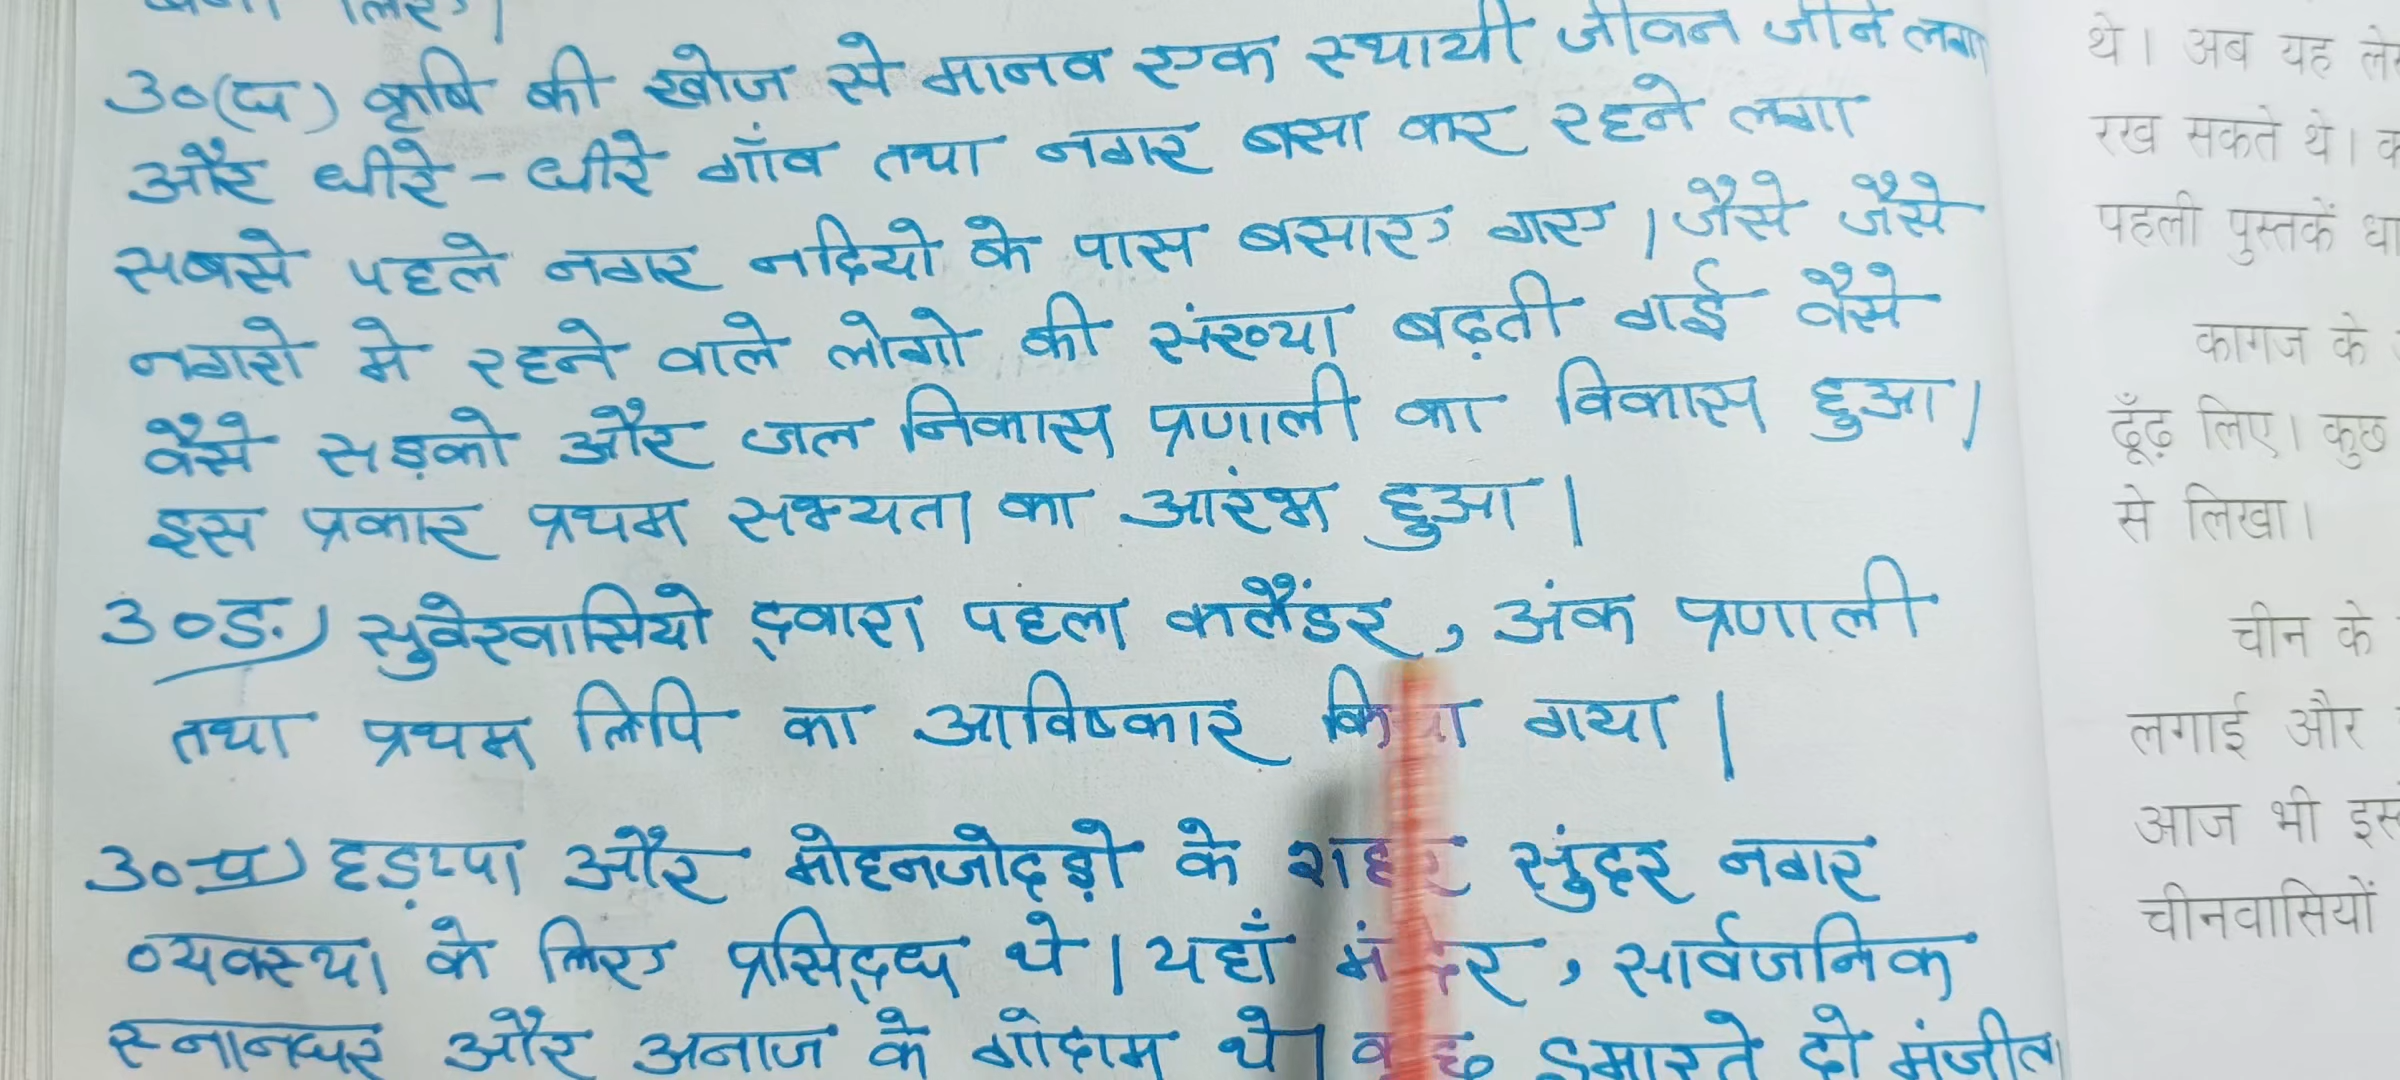 उ०(घ) कृषि की खोज से मानव एक स्थायी जीवन जीने लगा
और धीरे - धीरे गाँव तथा नगर बसा कर रहने लगा
सबसे पहले नगर नदियो के पास बसाए गए। जैसे जैसे
नगरो मे रहने वाले लोगो की संख्या बढ़ती गई वैसे
वैसे सड़को और जल निकास प्रणाली का विकास हुआ।
इस प्रकार प्रथम सभ्यता का आरंभ हुआ।
उ०ङ) सुमेरवासियो द्वारा पहला कलैंडर, अंक प्रणाली
तथा प्रथम लिपि का आविष्कार किया गया।
उ०च) हड़प्पा और मोहनजोदड़ो के शहर सुंदर नगर
व्यवस्था के लिए प्रसिद्ध थे। यहाँ मंदिर, सार्वजनिक
स्नानघर और अनाज के गोदाम थे। कुछ इमारते दो मंजील
थे। अब यह
रख सकते थे।
पहली पुस्तकें
कागज के
ढूँढ़ लिए। कुछ
से लिखा।
चीन के
लगाई और
आज भी
चीनवासियों